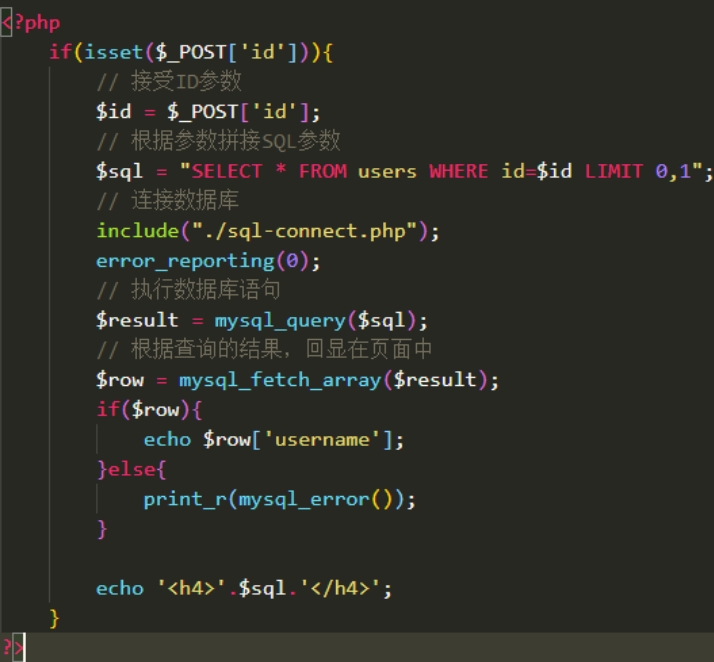 <?php
if(isset($_POST['id'])){
// 接受ID参数
$id = $_POST['id'];
// 根据参数拼接SQL参数
$sql = "SELECT * FROM users WHERE id=$id LIMIT 0,1";
// 连接数据库
include("./sql-connect.php");
error_reporting(0);
// 执行数据库语句
$result = mysql_query($sql);
// 根据查询的结果，回显在页面中
$row = mysql_fetch_array($result);
if($row){
echo $row['username'];
}else{
print_r(mysql_error());
}
echo '<h4>'.$sql.'</h4>';
}
?>